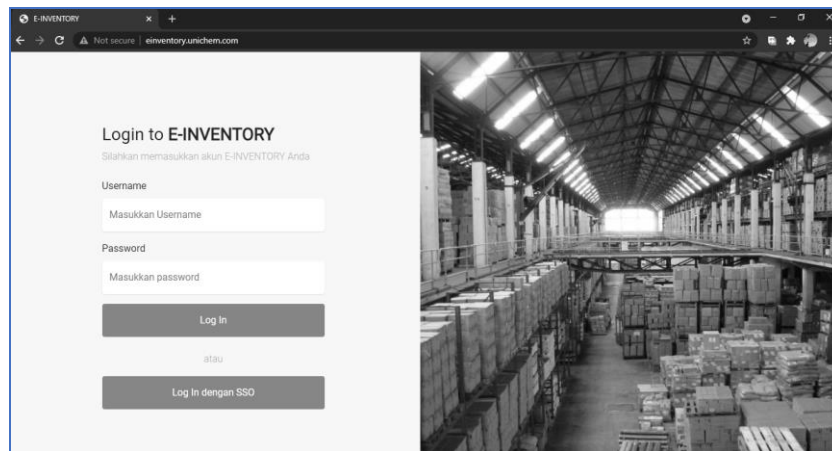 E-INVENTORY
Not secure | einventory.unichem.com
Login to E-INVENTORY
Silahkan memasukkan akun E-INVENTORY Anda
Username
Masukkan Username
Password
Masukkan password
Log In
atau
Log In dengan SSO